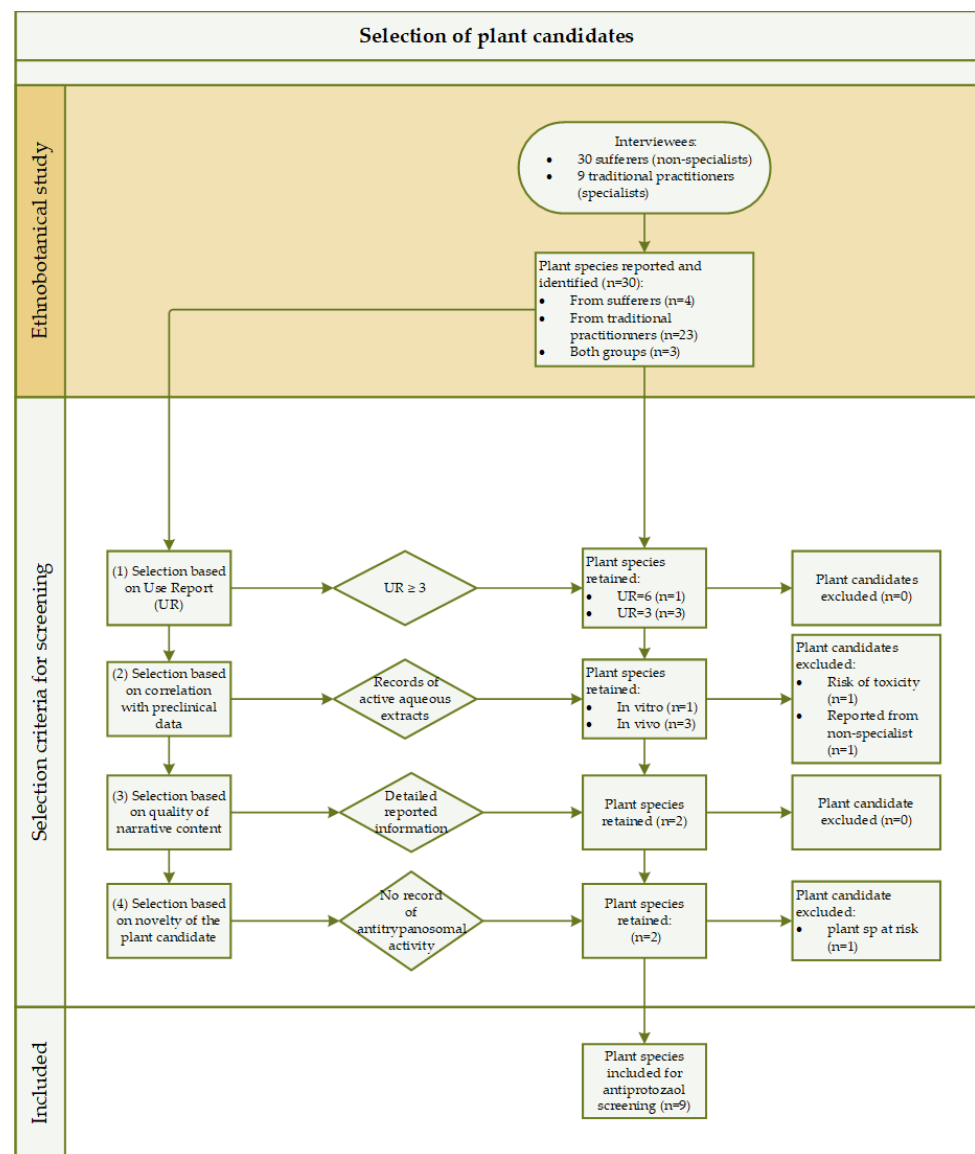 Selection of plant candidates
Ethnobotanical study
Interviewees:
• 30 sufferers (non-specialists)
• 9 traditional practitioners
(specialists)
Plant species reported and
identified (n=30):
• From sufferers (n=4)
• From traditional
practitionners (n=23)
• Both groups (n=3)
Selection criteria for screening
(1) Selection based
on Use Report
(UR)
UR ≥ 3
Plant species
retained:
• UR=6 (n=1)
• UR=3 (n=3)
Plant candidates
excluded (n=0)
(2) Selection based
on correlation
with preclinical
data
Records of
active aqueous
extracts
Plant species
retained:
• In vitro (n=1)
• In vivo (n=3)
Plant candidates
excluded:
• Risk of toxicity
(n=1)
• Reported from
non-specialist
(n=1)
(3) Selection based
on quality of
narrative content
Detailed
reported
information
Plant species
retained (n=2)
Plant candidate
excluded (n=0)
(4) Selection based
on novelty of the
plant candidate
No record
of
antitrypanosomal
activity
Plant species
retained:
(n=2)
Plant candidate
excluded:
• plant sp at risk
(n=1)
Included
Plant species
included for
antiprotozaol
screening (n=9)